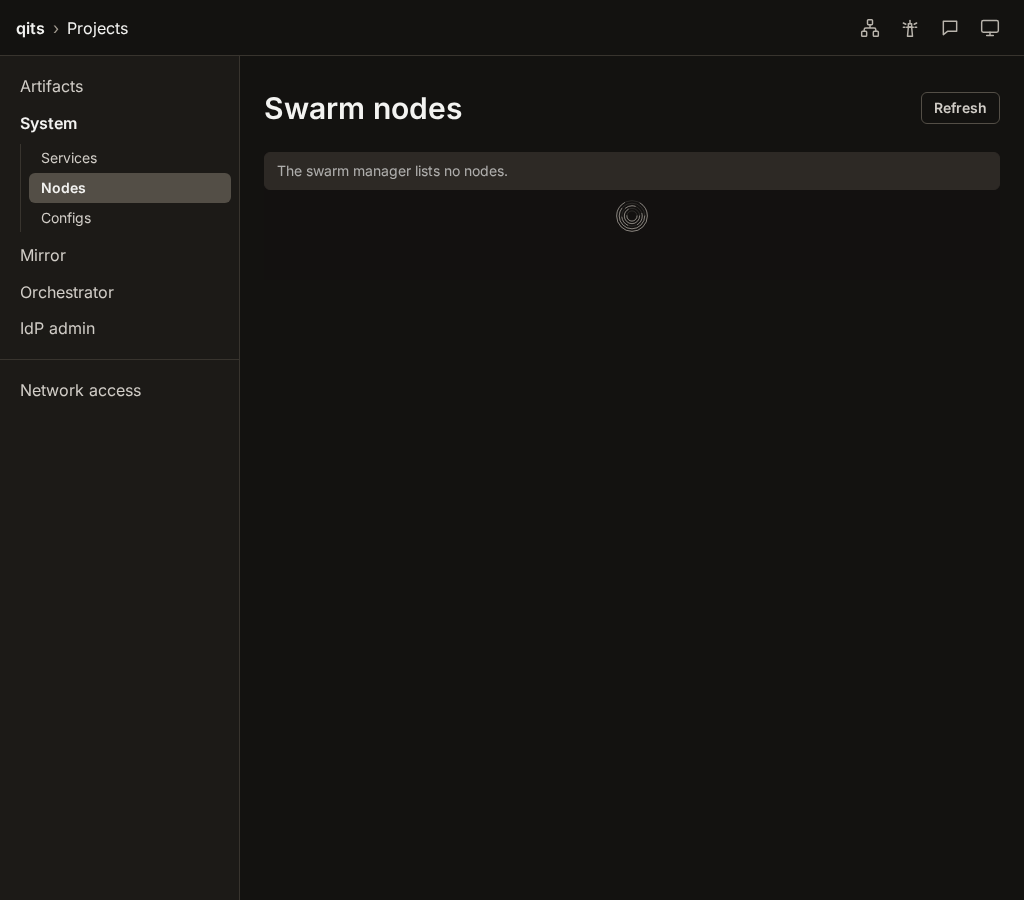 qits › Projects
Artifacts
System
Services
Nodes
Configs
Mirror
Orchestrator
IdP admin
Network access
Swarm nodes
Refresh
The swarm manager lists no nodes.